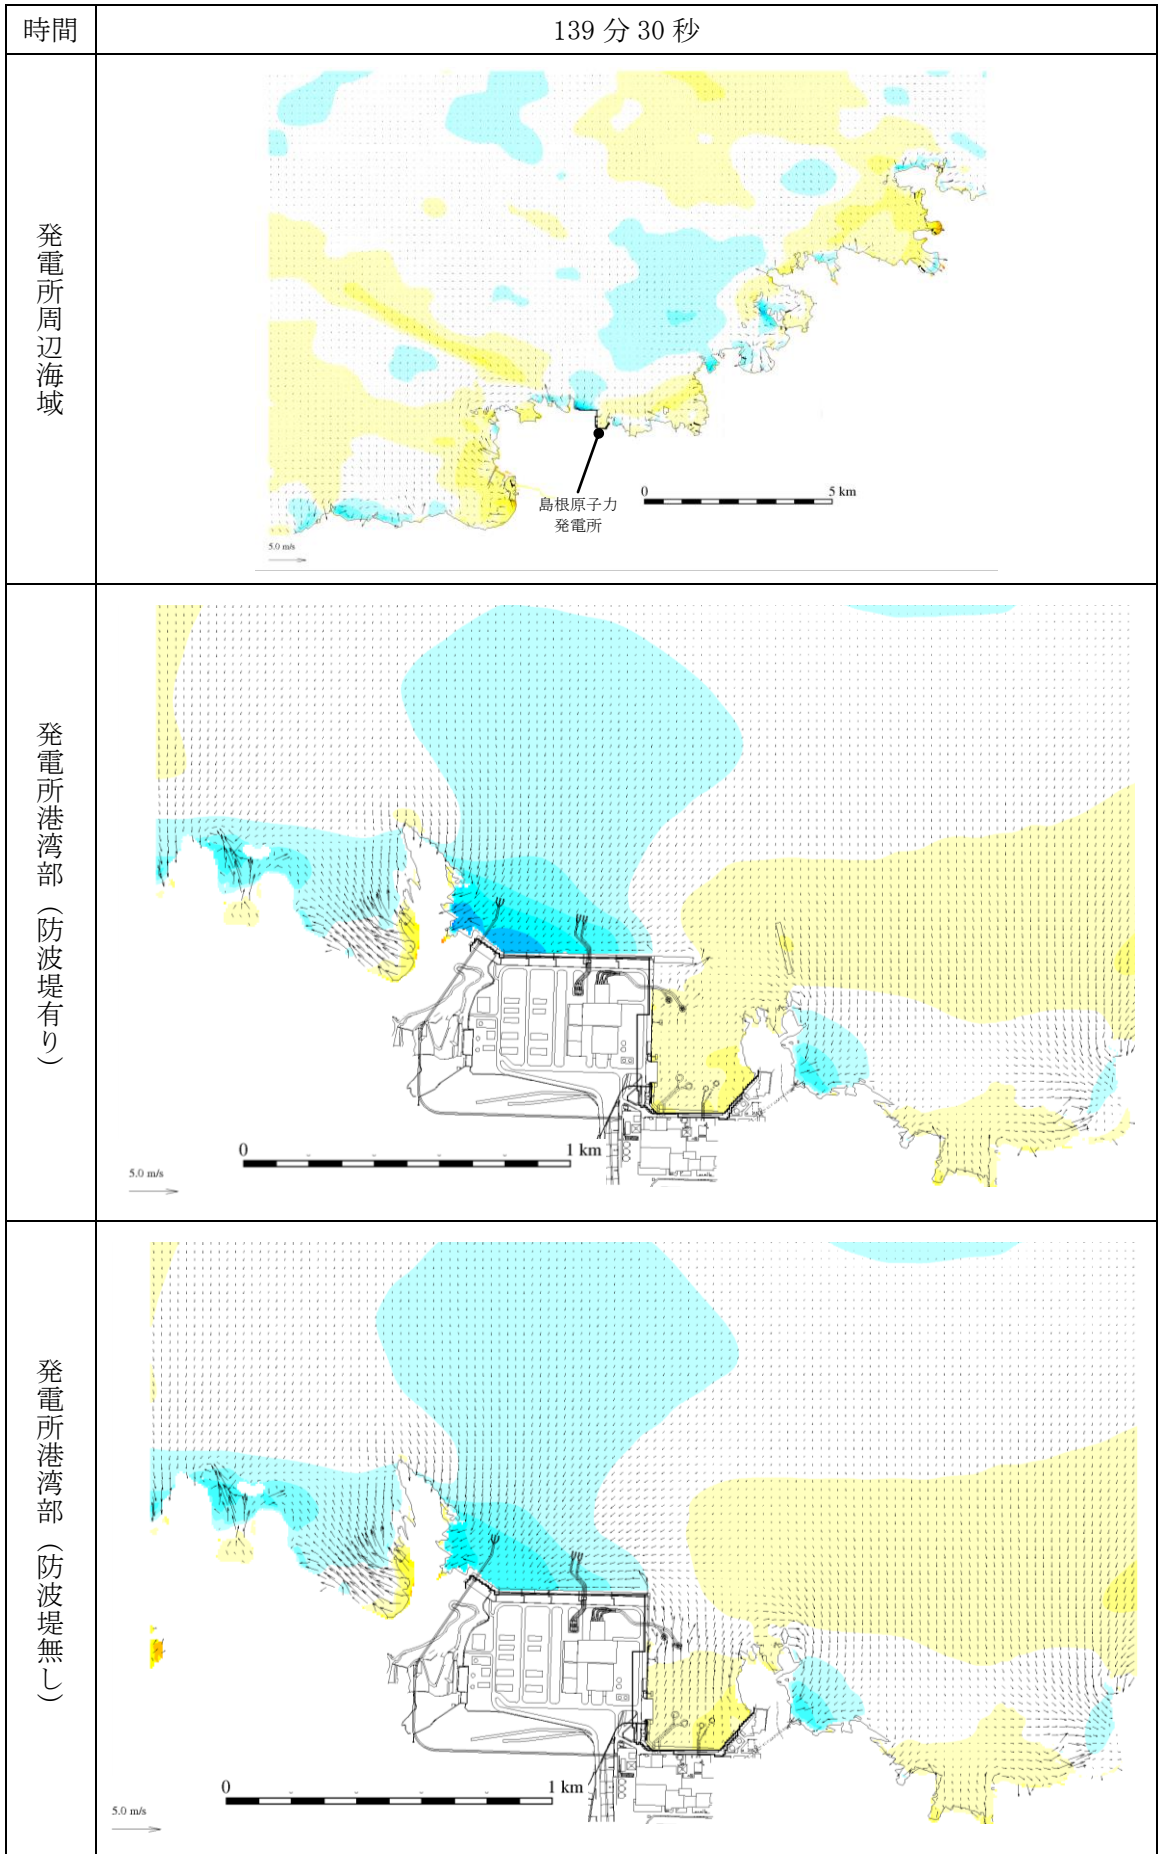 時間
139 分 30 秒
発電所周辺海域
島根原子力
発電所
0 5 km
5.0 m/s
発電所港湾部（防波堤有り）
0 1 km
5.0 m/s
発電所港湾部（防波堤無し）
0 1 km
5.0 m/s